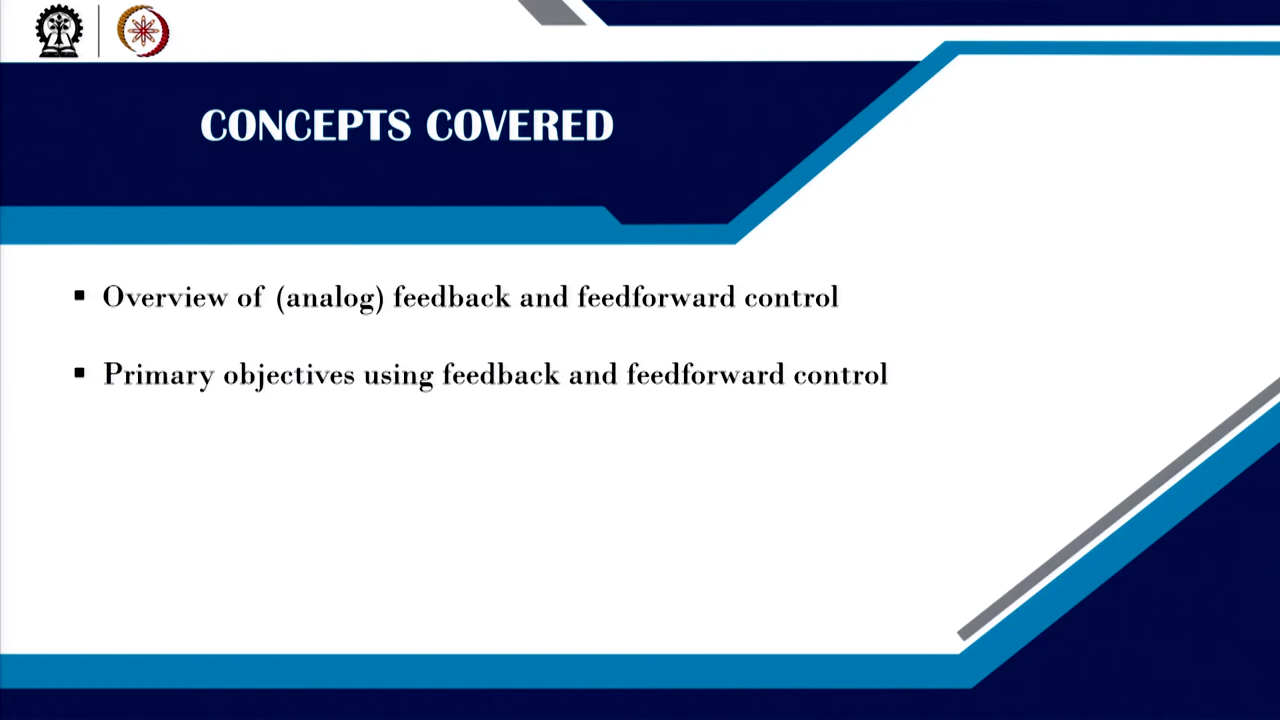 CONCEPTS COVERED
▪ Overview of (analog) feedback and feedforward control
▪ Primary objectives using feedback and feedforward control